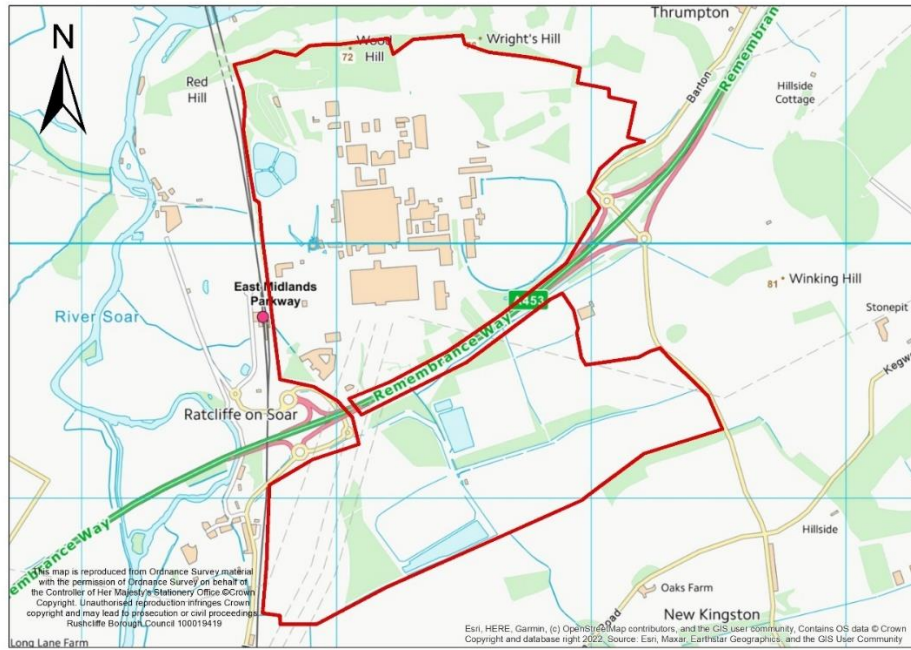 N
Thrumpton
Wright's Hill
Wood
72
Hill
Red
Hill
Barton
Remembran
Hillside
Cottage
East Midlands
Parkway
81
Winking Hill
A453
River Soar
Stonepit
Remembrance Way
Kegw
Ratcliffe on Soar
embrance Way
Hillside
Oaks Farm
New Kingston
Road
This map is reproduced from Ordnance Survey material
with the permission of Ordnance Survey on behalf of
the Controller of Her Majesty's Stationery Office ©Crown
Copyright. Unauthorised reproduction infringes Crown
copyright and may lead to prosecution or civil proceedings
Rushcliffe Borough Council 100019419
Long Lane Farm
Esri, HERE, Garmin, (c) OpenStreetMap contributors, and the GIS user community, Contains OS data © Crown
Copyright and database right 2022, Source: Esri, Maxar, Earthstar Geographics, and the GIS User Community